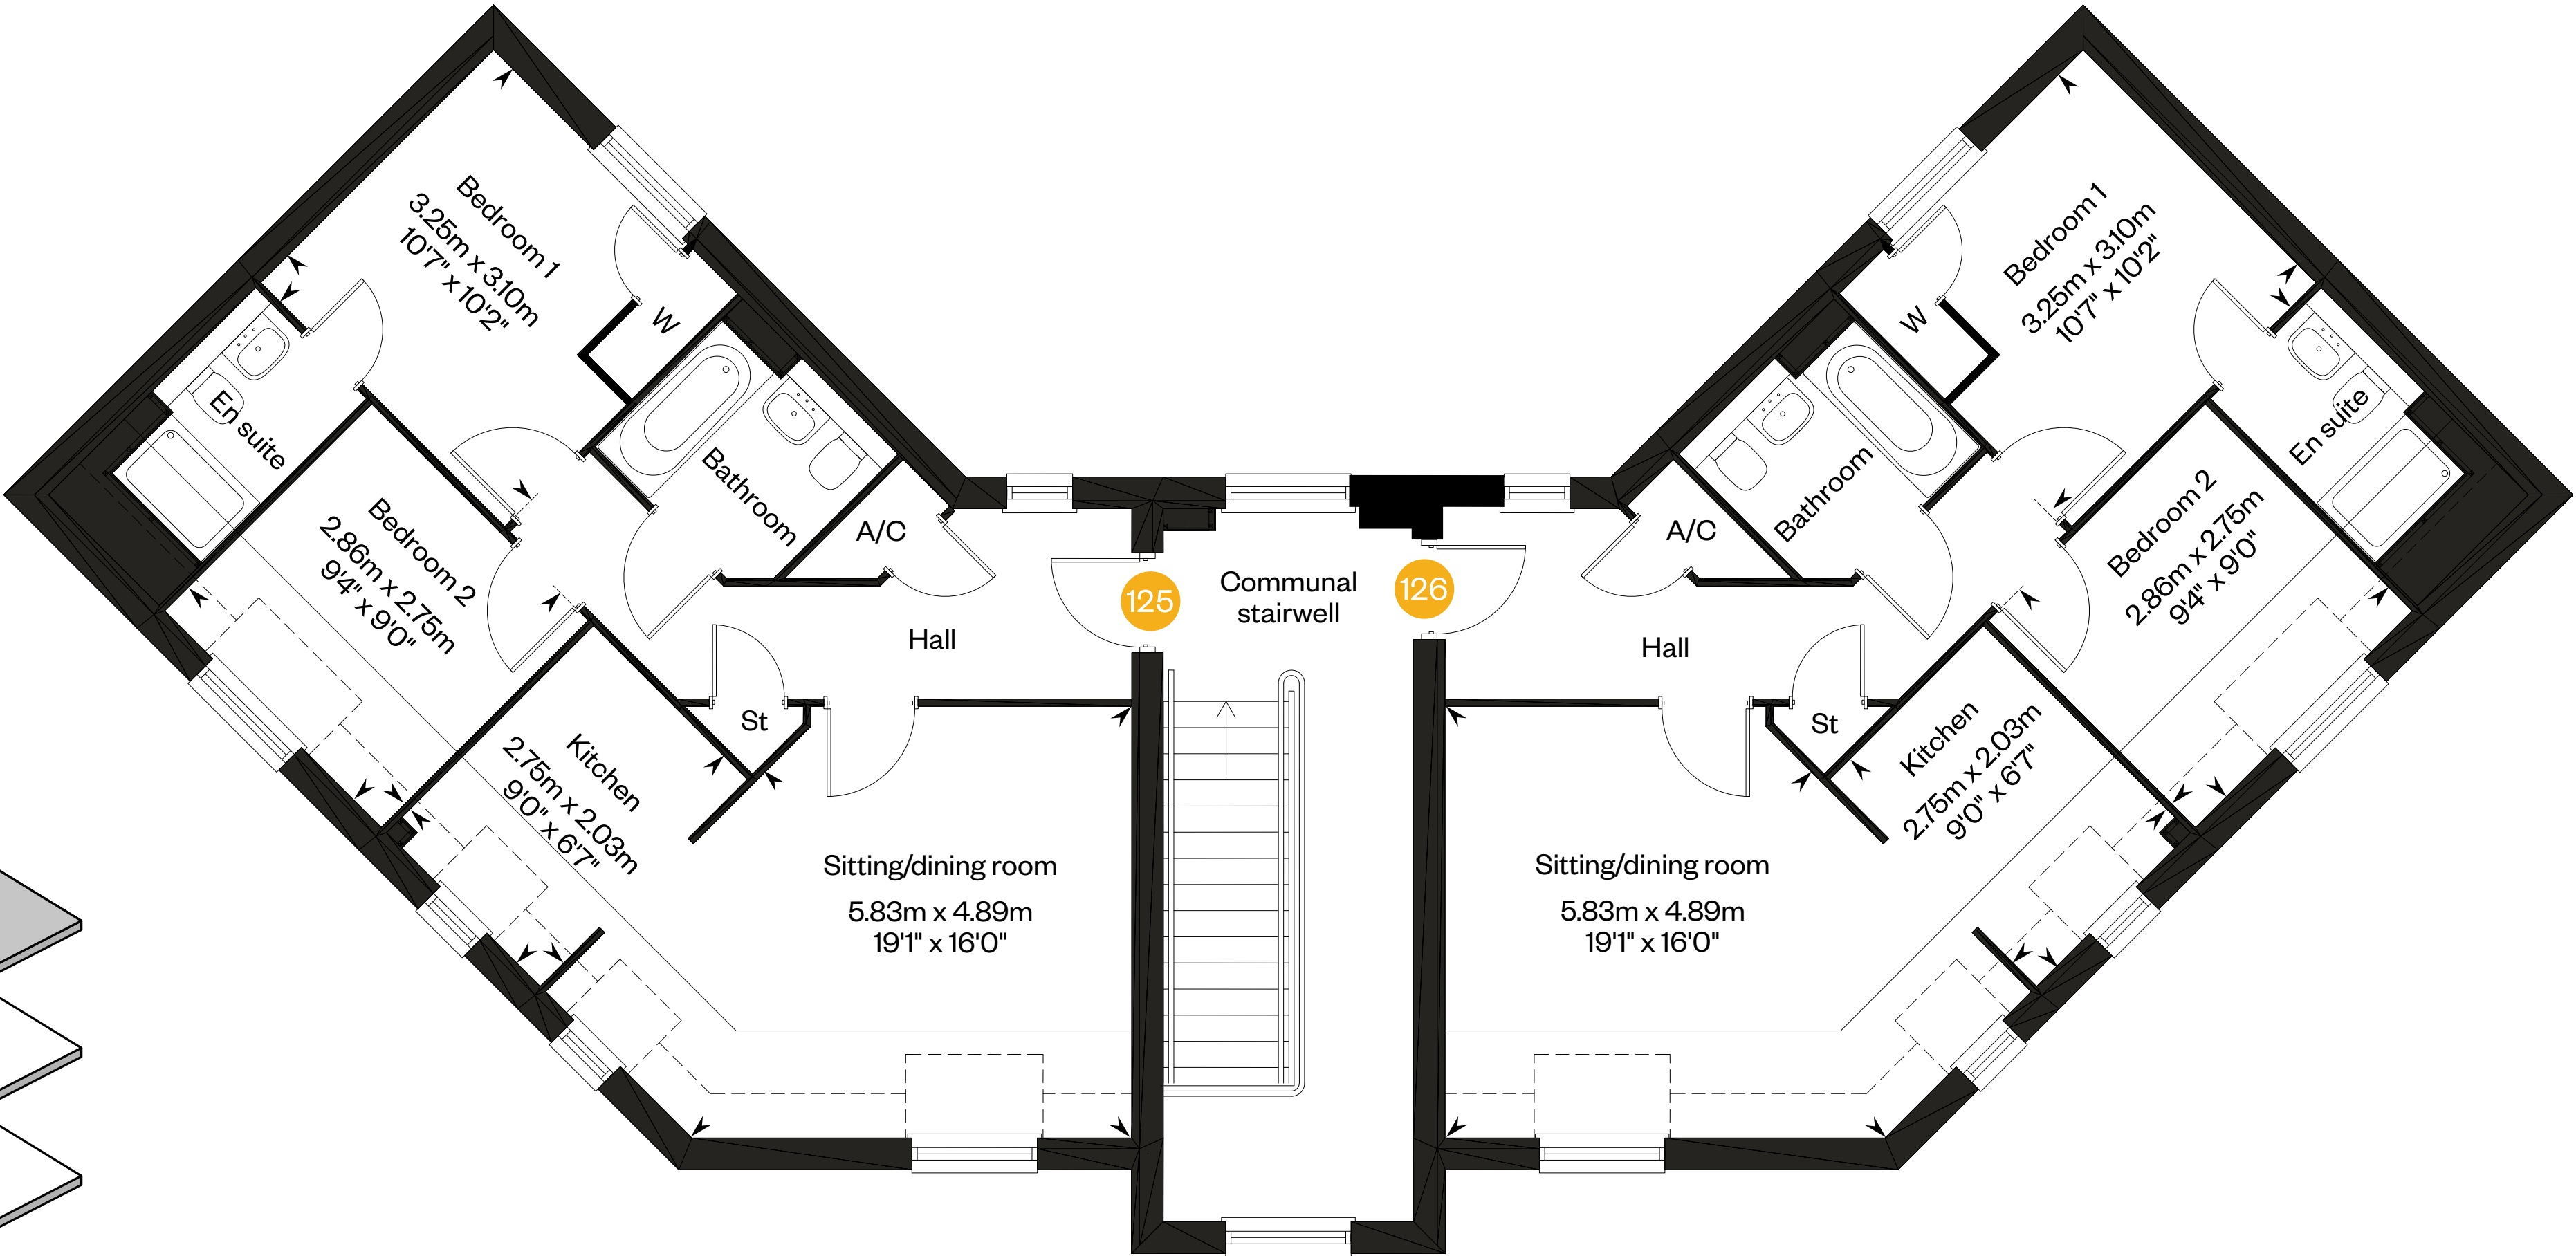 Bedroom 1
3.25m x 3.10m
10'7" x 10'2"
W
En suite
Bathroom
A/C
Bedroom 2
2.86m x 2.75m
9'4" x 9'0"
Hall
St
Kitchen
2.75m x 2.03m
9'0" x 6'7"
Sitting/dining room
5.83m x 4.89m
19'1" x 16'0"
125
Communal
stairwell
126
Bedroom 1
3.25m x 3.10m
10'7" x 10'2"
W
En suite
Bathroom
A/C
Bedroom 2
2.86m x 2.75m
9'4" x 9'0"
Hall
St
Kitchen
2.75m x 2.03m
9'0" x 6'7"
Sitting/dining room
5.83m x 4.89m
19'1" x 16'0"